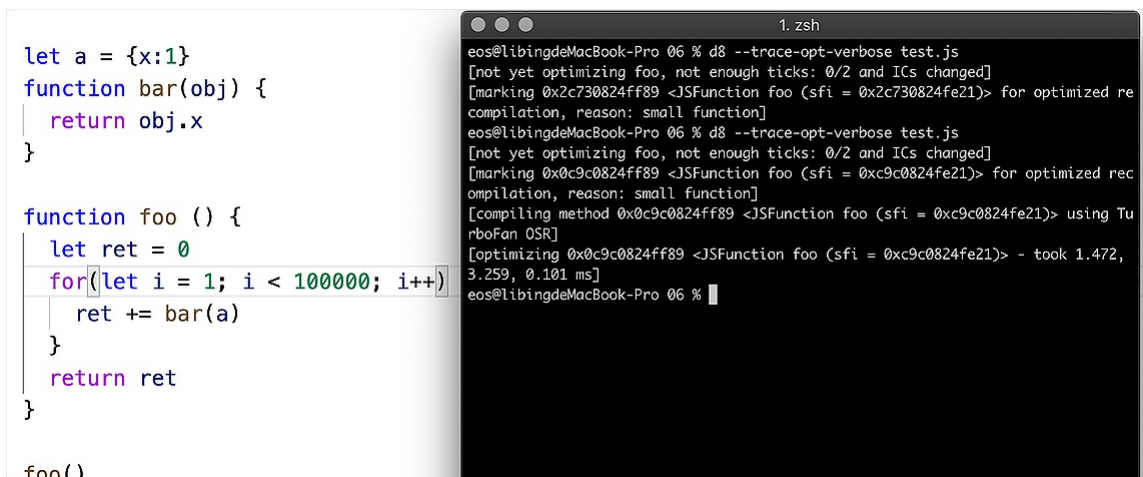 let a = {x:1}
function bar(obj) {
return obj.x
}
function foo () {
let ret = 0
for(let i = 1; i < 100000; i++)
ret += bar(a)
}
return ret
}
foo()
1. zsh
eos@libingdeMacBook-Pro 06 % d8 --trace-opt-verbose test.js
[not yet optimizing foo, not enough ticks: 0/2 and ICs changed]
[marking 0x2c730824ff89 <JSFunction foo (sfi = 0x2c730824fe21)> for optimized re
compilation, reason: small function]
eos@libingdeMacBook-Pro 06 % d8 --trace-opt-verbose test.js
[not yet optimizing foo, not enough ticks: 0/2 and ICs changed]
[marking 0x0c9c0824ff89 <JSFunction foo (sfi = 0xc9c0824fe21)> for optimized rec
ompilation, reason: small function]
[compiling method 0x0c9c0824ff89 <JSFunction foo (sfi = 0xc9c0824fe21)> using Tu
rboFan OSR]
[optimizing 0x0c9c0824ff89 <JSFunction foo (sfi = 0xc9c0824fe21)> - took 1.472,
3.259, 0.101 ms]
eos@libingdeMacBook-Pro 06 %